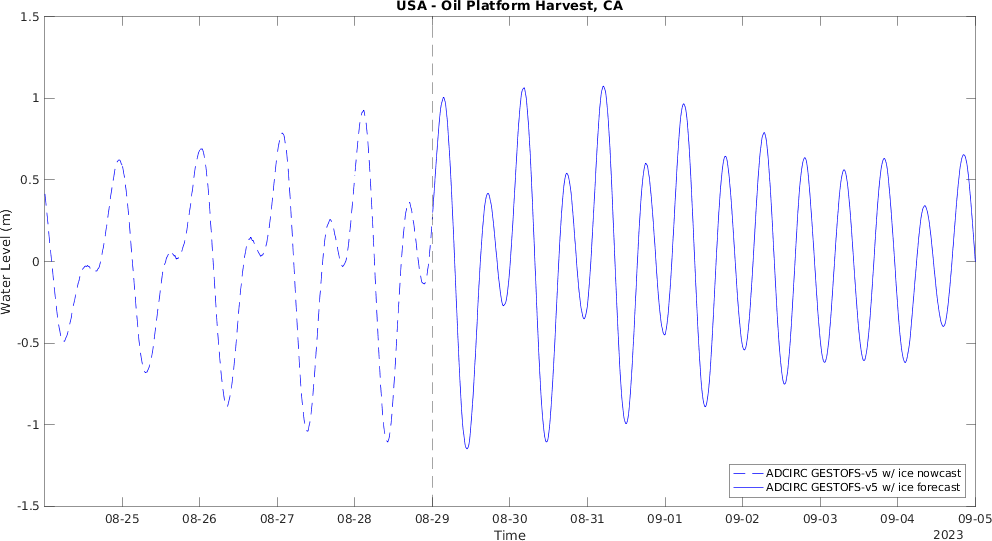 USA - Oil Platform Harvest, CA
1.5
1
0.5
0
-0.5
-1
-1.5
Water Level (m)
ADCIRC GESTOFS-v5 w/ ice nowcast
ADCIRC GESTOFS-v5 w/ ice forecast
08-25 08-26 08-27 08-28 08-29 08-30 08-31 09-01 09-02 09-03 09-04 09-05
Time
2023